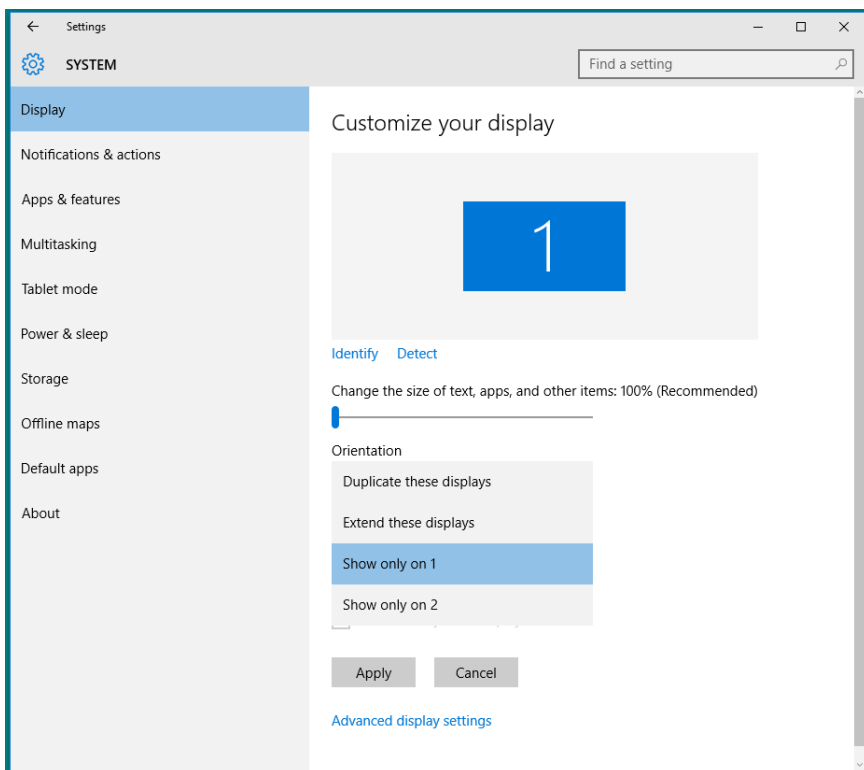 Settings
SYSTEM
Find a setting
Display
Notifications & actions
Apps & features
Multitasking
Tablet mode
Power & sleep
Storage
Offline maps
Default apps
About
Customize your display
1
Identify Detect
Change the size of text, apps, and other items: 100% (Recommended)
Orientation
Duplicate these displays
Extend these displays
Show only on 1
Show only on 2
Apply Cancel
Advanced display settings